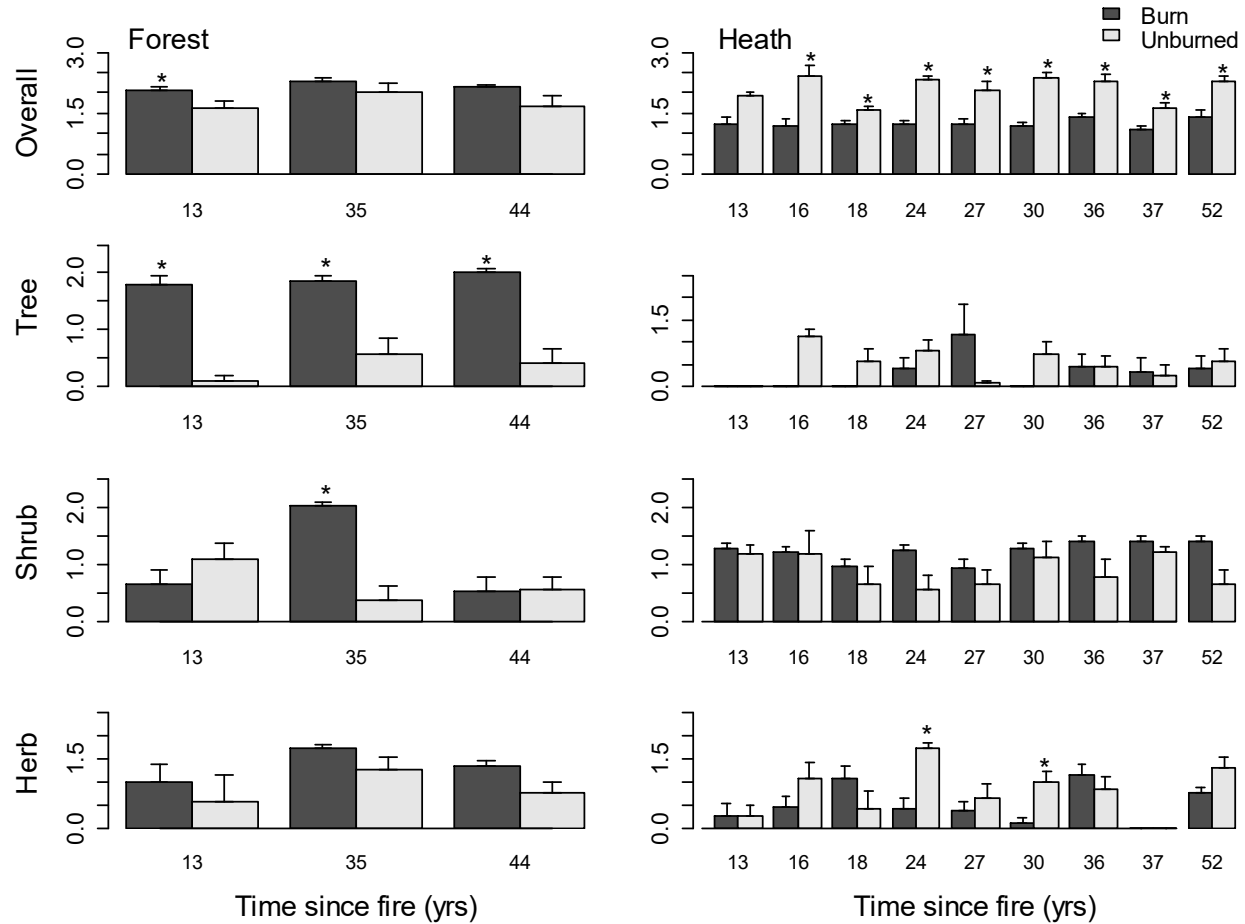 Forest
Heath
Burn
Unburned
Overall
0.0 1.5 3.0
0.0 1.5 3.0
13 35 44
13 16 18 24 27 30 36 37 52
Tree
0.0 1.0 2.0
0.0 1.5
13 35 44
13 16 18 24 27 30 36 37 52
Shrub
0.0 1.0 2.0
0.0 1.0 2.0
13 35 44
13 16 18 24 27 30 36 37 52
Herb
0.0 1.5
0.0 1.5
13 35 44
13 16 18 24 27 30 36 37 52
Time since fire (yrs)
Time since fire (yrs)